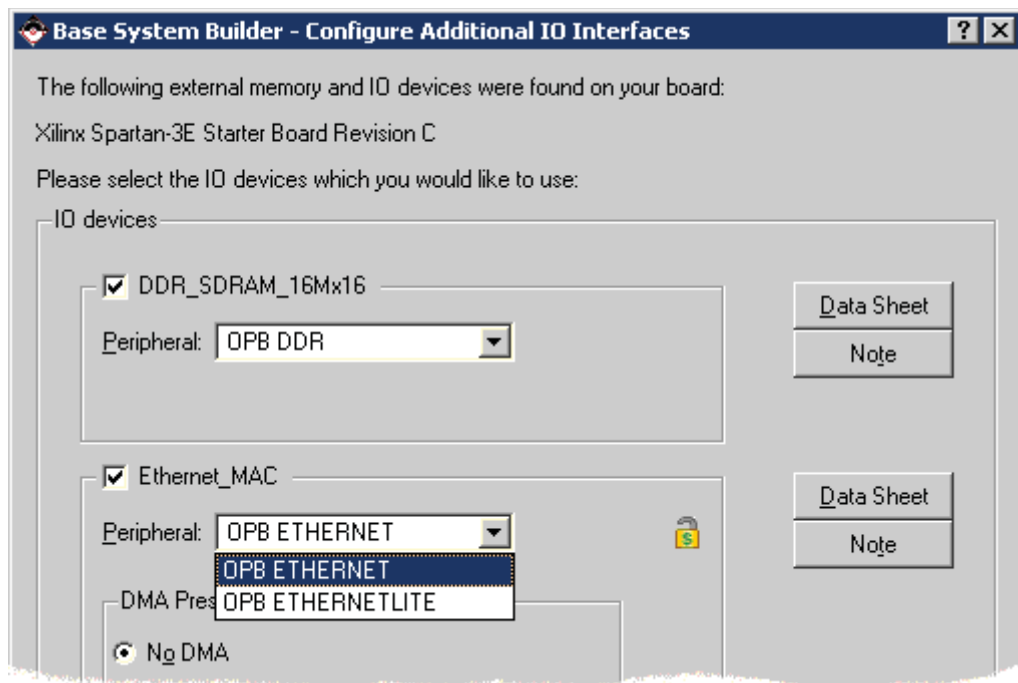 Base System Builder - Configure Additional IO Interfaces
The following external memory and IO devices were found on your board:
Xilinx Spartan-3E Starter Board Revision C
Please select the IO devices which you would like to use:
IO devices
DDR_SDRAM_16Mx16
Data Sheet
Peripheral: OPB DDR
Note
Ethernet_MAC
Data Sheet
Peripheral: OPB ETHERNET
Note
OPB ETHERNET
OPB ETHERNETLITE
DMA Pres
No DMA